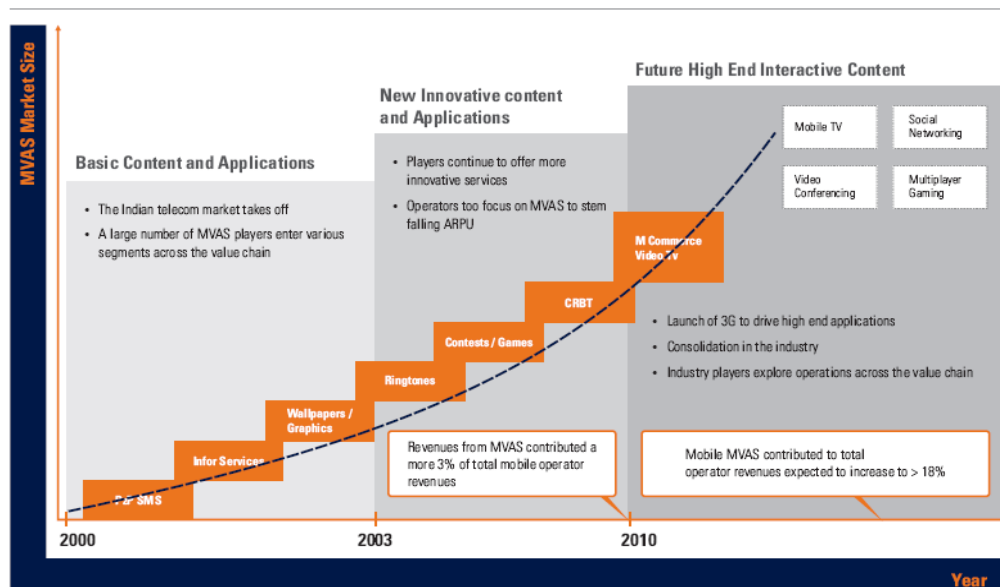 MVAS Market Size
Basic Content and Applications
• The Indian telecom market takes off
• A large number of MVAS players enter various
segments across the value chain
New Innovative content
and Applications
• Players continue to offer more
innovative services
• Operators too focus on MVAS to stem
falling ARPU
Future High End Interactive Content
Mobile TV
Social
Networking
Video
Conferencing
Multiplayer
Gaming
M Commerce
Video Tv
CRBT
Contests / Games
Ringtones
Wallpapers /
Graphics
Infor Services
P2P SMS
• Launch of 3G to drive high end applications
• Consolidation in the industry
• Industry players explore operations across the value chain
Revenues from MVAS contributed a
more 3% of total mobile operator
revenues
Mobile MVAS contributed to total
operator revenues expected to increase to > 18%
2000
2003
2010
Year